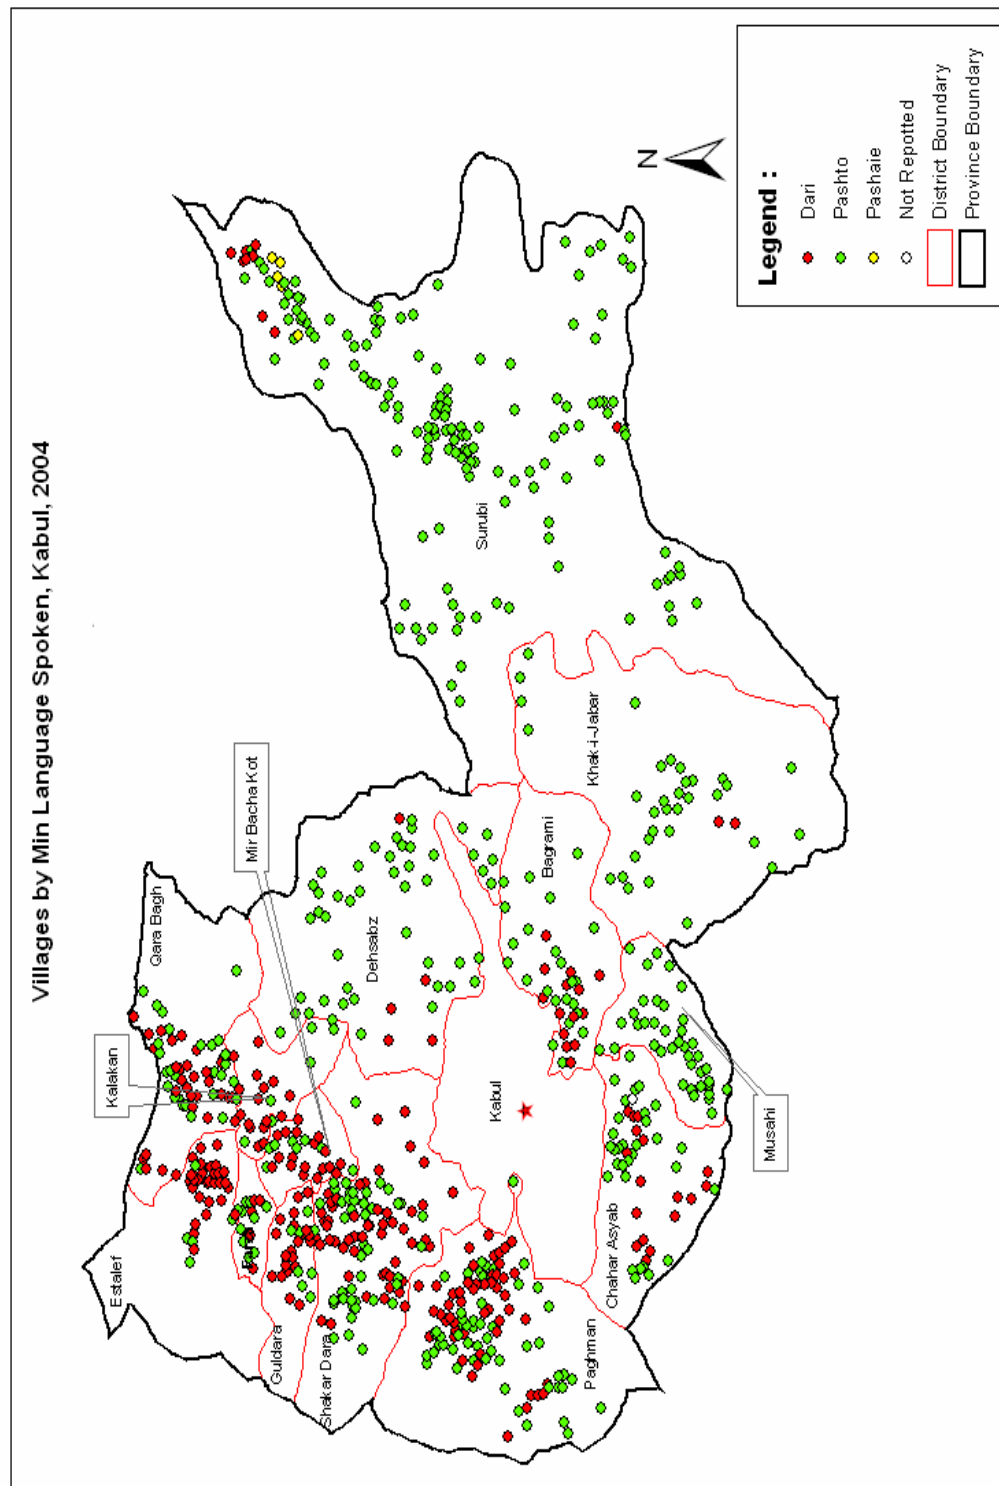 Villages by Min Language Spoken, Kabul, 2004
Estalef
Kalakan
Qara Bagh
Mir Bacha Kot
Guldara
Shakar Dara
Dehsabz
Paghman
Chahar Asyab
Kabul
Bagrami
Khak-i-Jabar
Surubi
Musahi
N
Legend :
Dari
Pashto
Pashaie
Not Repotted
District Boundary
Province Boundary